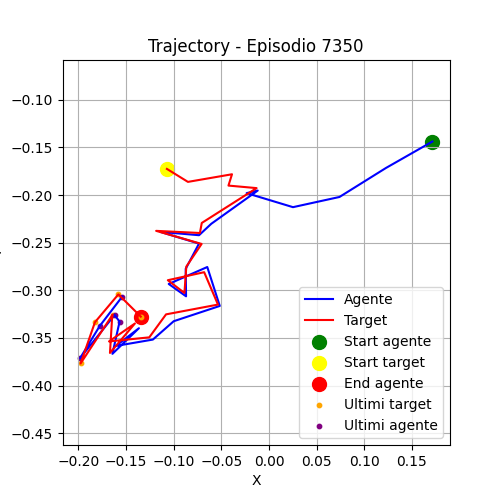 Trajectory - Episodio 7350
−0.10
−0.15
−0.20
−0.25
−0.30
−0.35
−0.40
−0.45
Agente
Target
Start agente
Start target
End agente
Ultimi target
Ultimi agente
−0.20 −0.15 −0.10 −0.05 0.00 0.05 0.10 0.15
X